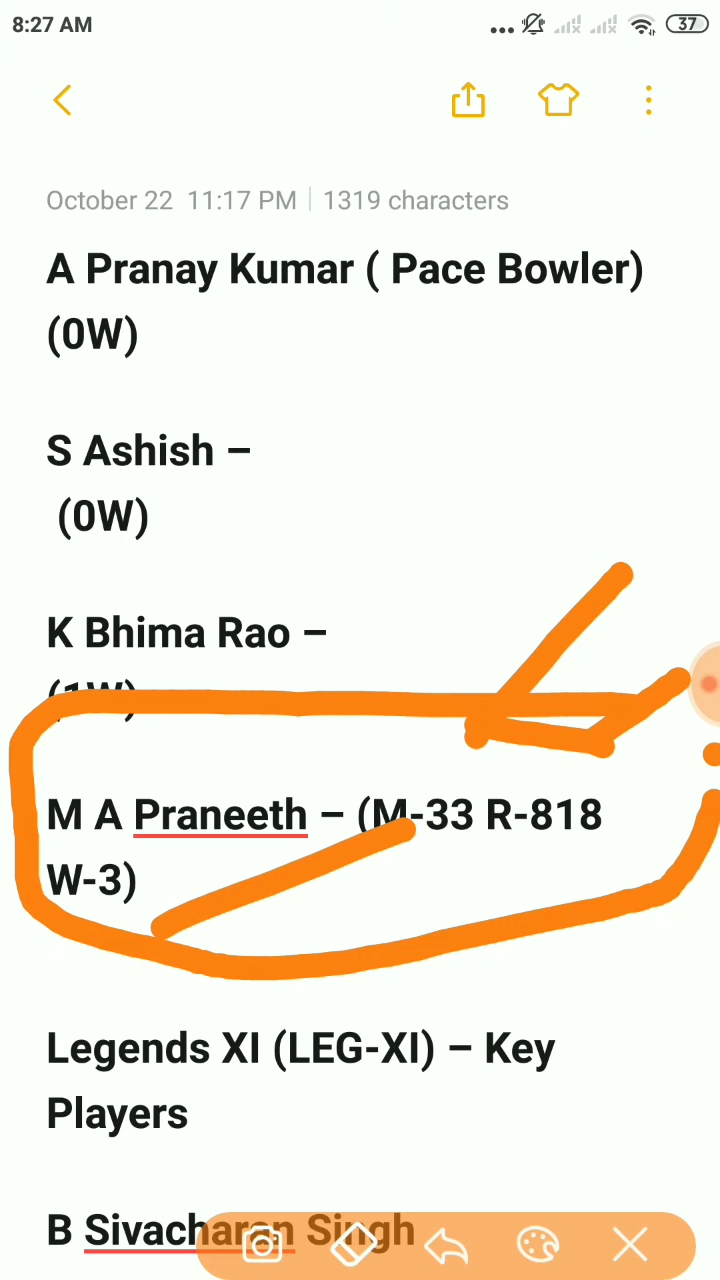 8:27 AM
37
October 22 11:17 PM | 1319 characters
A Pranay Kumar ( Pace Bowler)
(0W)
S Ashish –
(0W)
K Bhima Rao –
(1W)
M A Praneeth – (M-33 R-818
W-3)
Legends XI (LEG-XI) – Key
Players
B Sivacharan Singh